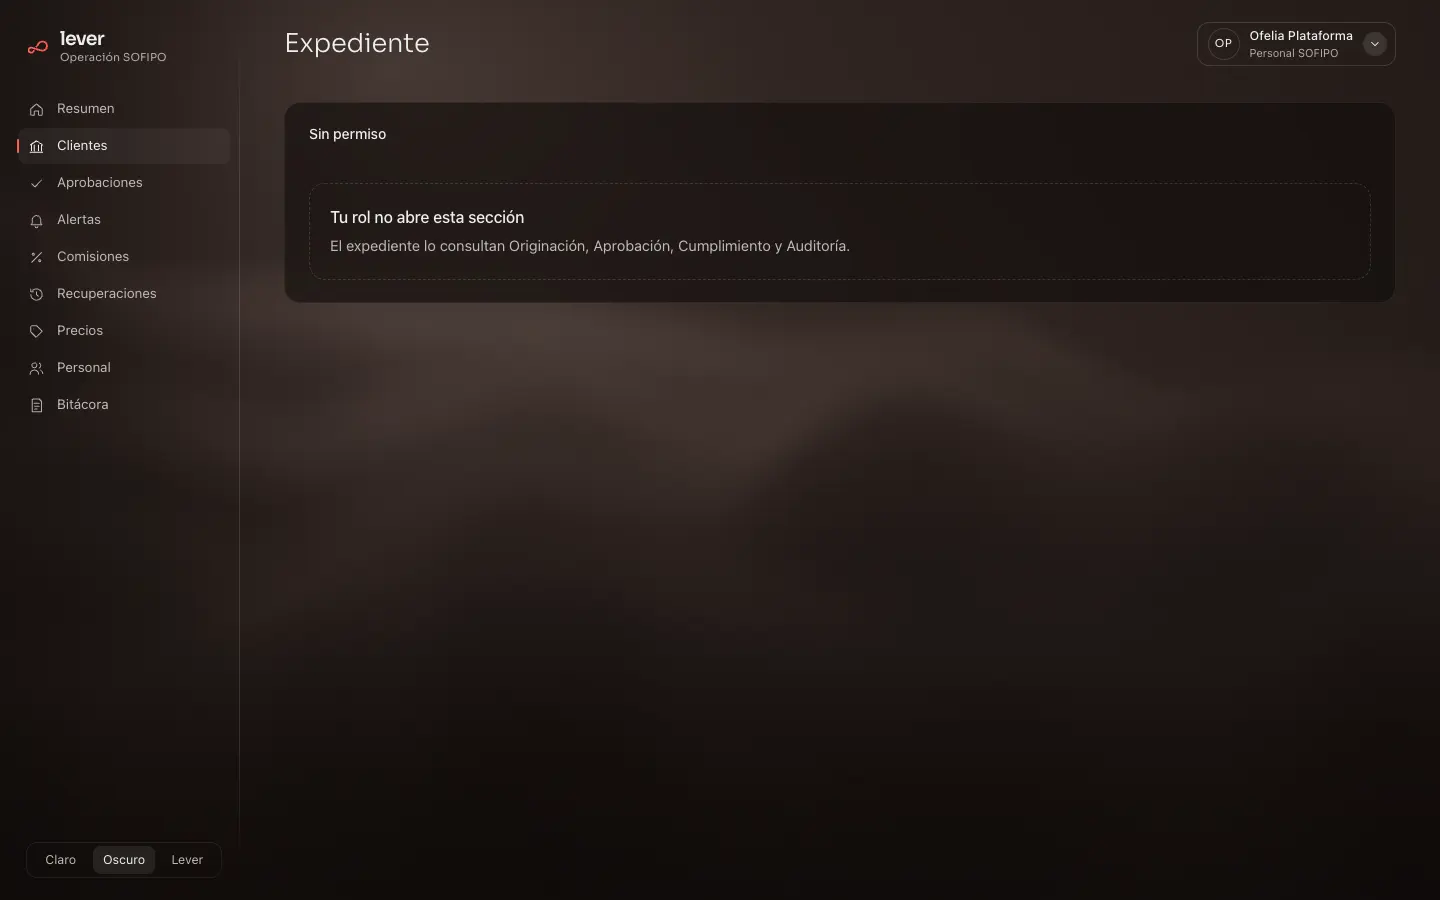 lever
Operación SOFIPO
Resumen
Clientes
Aprobaciones
Alertas
Comisiones
Recuperaciones
Precios
Personal
Bitácora
Claro
Oscuro
Lever
Expediente
OP
Ofelia Plataforma
Personal SOFIPO
Sin permiso
Tu rol no abre esta sección
El expediente lo consultan Originación, Aprobación, Cumplimiento y Auditoría.